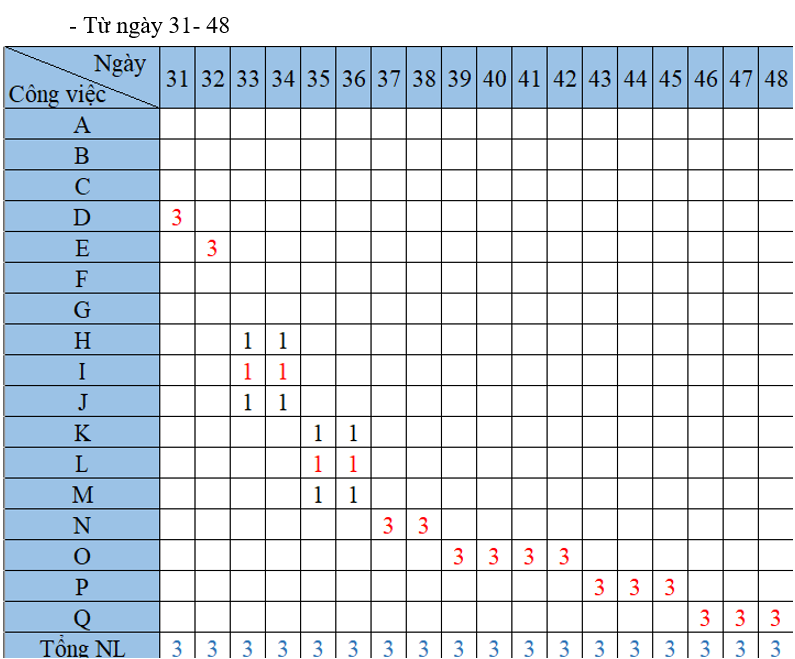 - Từ ngày 31- 48
Ngày
Công việc
31 32 33 34 35 36 37 38 39 40 41 42 43 44 45 46 47 48
A
B
C
D 3
E 3
F
G
H 1 1
I 1 1
J 1 1
K 1 1
L 1 1
M 1 1
N 3 3
O 3 3 3 3
P 3 3 3
Q 3 3 3
Tổng NL 3 3 3 3 3 3 3 3 3 3 3 3 3 3 3 3 3 3